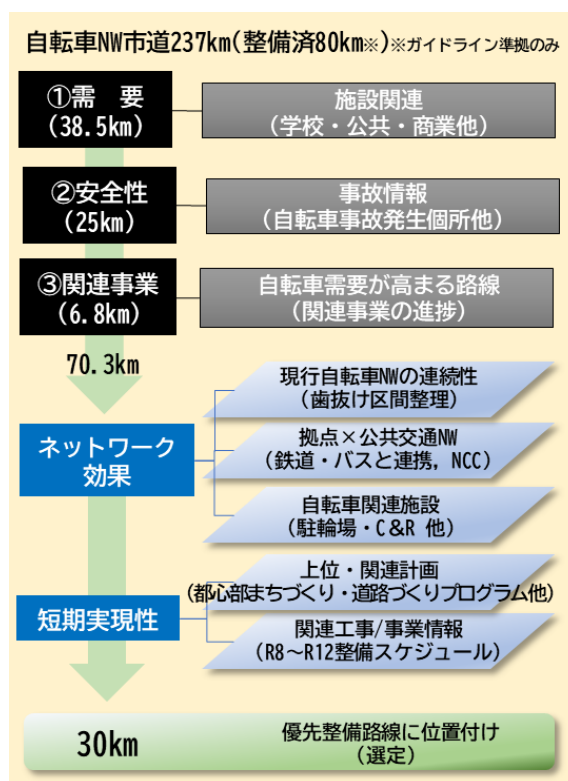 自転車NW市道237km(整備済80km※)※ガイドライン準拠のみ
①需　要
(38.5km)
施設関連
(学校・公共・商業他)
②安全性
(25km)
事故情報
(自転車事故発生個所他)
③関連事業
(6.8km)
自転車需要が高まる路線
(関連事業の進捗)
70.3km
ネットワーク
効果
現行自転車NWの連続性
(歯抜け区間整理)
拠点×公共交通NW
(鉄道・バスと連携，NCC)
自転車関連施設
(駐輪場・C&R 他)
短期実現性
上位・関連計画
(都心部まちづくり・道路づくりプログラム他)
関連工事/事業情報
(R8～R12整備スケジュール)
30km
優先整備路線に位置付け
(選定)